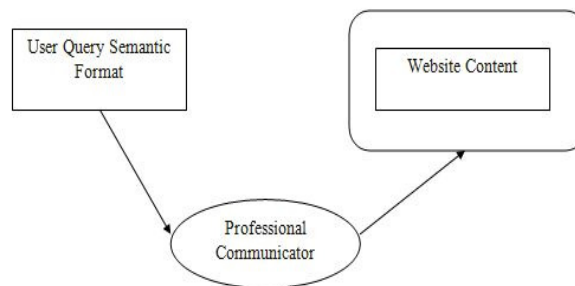 User Query Semantic
Format
Website Content
Professional
Communicator